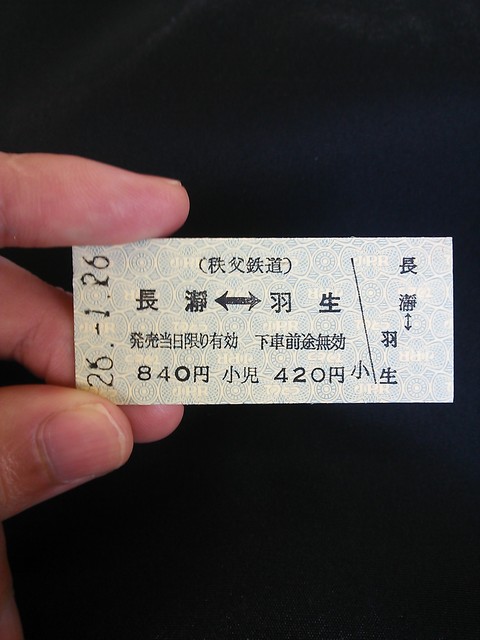 26.-1.26
(秩父鉄道)
長瀞⟷羽生
発売当日限り有効 下車前途無効
840円 小児 420円
小
長瀞↕羽生